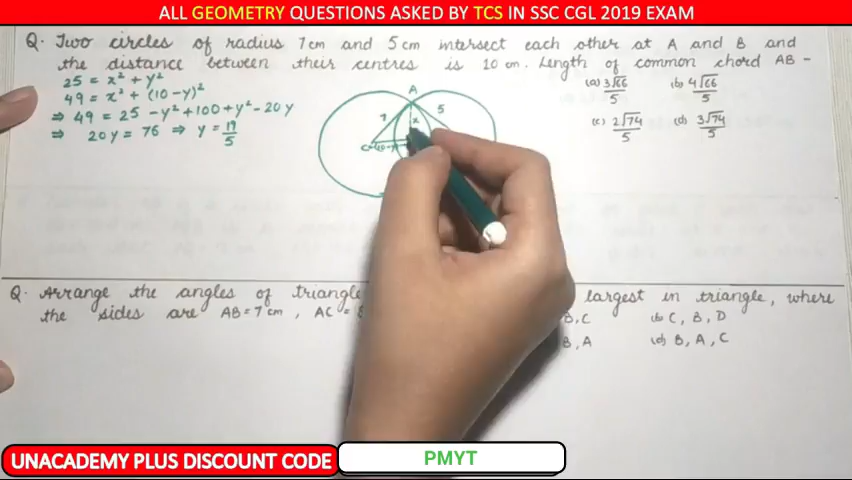 ALL GEOMETRY QUESTIONS ASKED BY TCS IN SSC CGL 2019 EXAM
Q. Two circles of radius 7 cm and 5 cm intersect each other at A and B and
the distance between their centres is 10 cm. Length of common chord AB -
(a) 3√66/5 (b) 4√66/5
(c) 2√74/5 (d) 3√74/5
25 = x² + y²
49 = x² + (10-y)²
⇒ 49 = 25 - y² + 100 + y² - 20y
⇒ 20y = 76 ⇒ y = 19/5
A
7 5
x
C
Q. Arrange the angles of triangle
largest in triangle, where
the sides are AB = 7 cm, AC =
B, C (b) C, B, D
B, A (d) B, A, C
UNACADEMY PLUS DISCOUNT CODE
PMYT